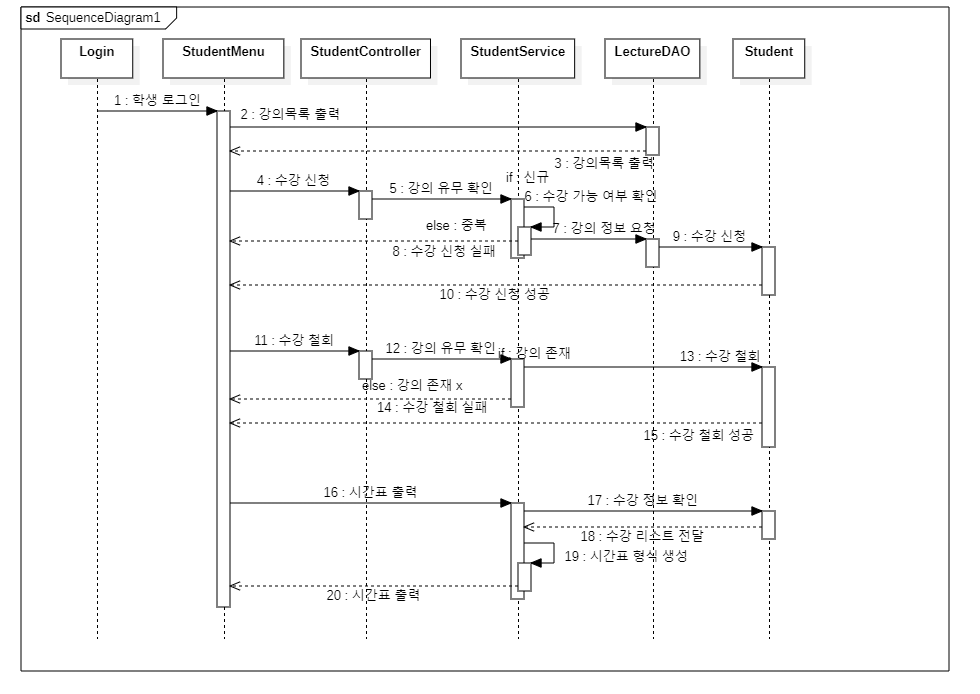 sd SequenceDiagram1
Login
StudentMenu
StudentController
StudentService
LectureDAO
Student
1 : 학생 로그인
2 : 강의목록 출력
3 : 강의목록 출력
4 : 수강 신청
5 : 강의 유무 확인
if : 신규
6 : 수강 가능 여부 확인
else : 중복
7 : 강의 정보 요청
8 : 수강 신청 실패
9 : 수강 신청
10 : 수강 신청 성공
11 : 수강 철회
12 : 강의 유무 확인
if : 강의 존재
13 : 수강 철회
else : 강의 존재 x
14 : 수강 철회 실패
15 : 수강 철회 성공
16 : 시간표 출력
17 : 수강 정보 확인
18 : 수강 리스트 전달
19 : 시간표 형식 생성
20 : 시간표 출력